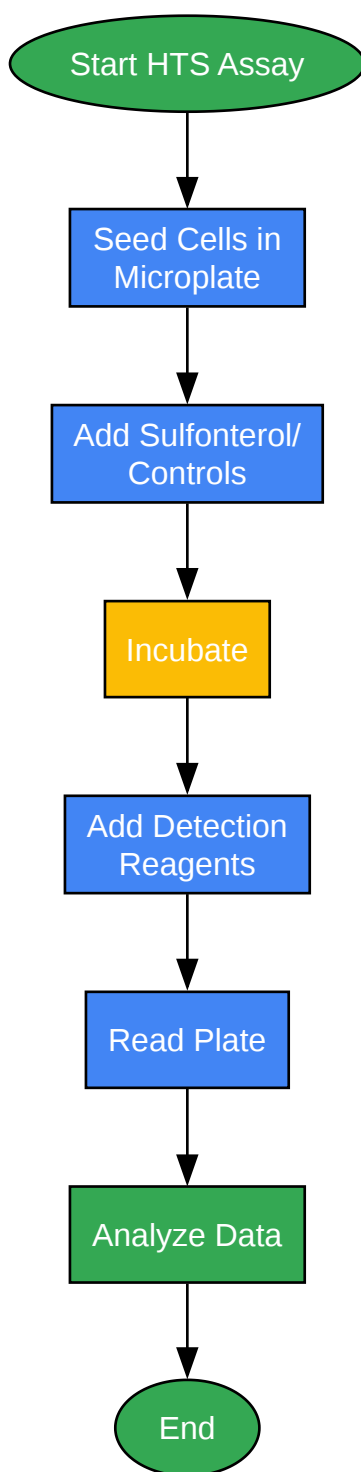 Start HTS Assay
Seed Cells in
Microplate
Add Sulfonterol/
Controls
Incubate
Add Detection
Reagents
Read Plate
Analyze Data
End